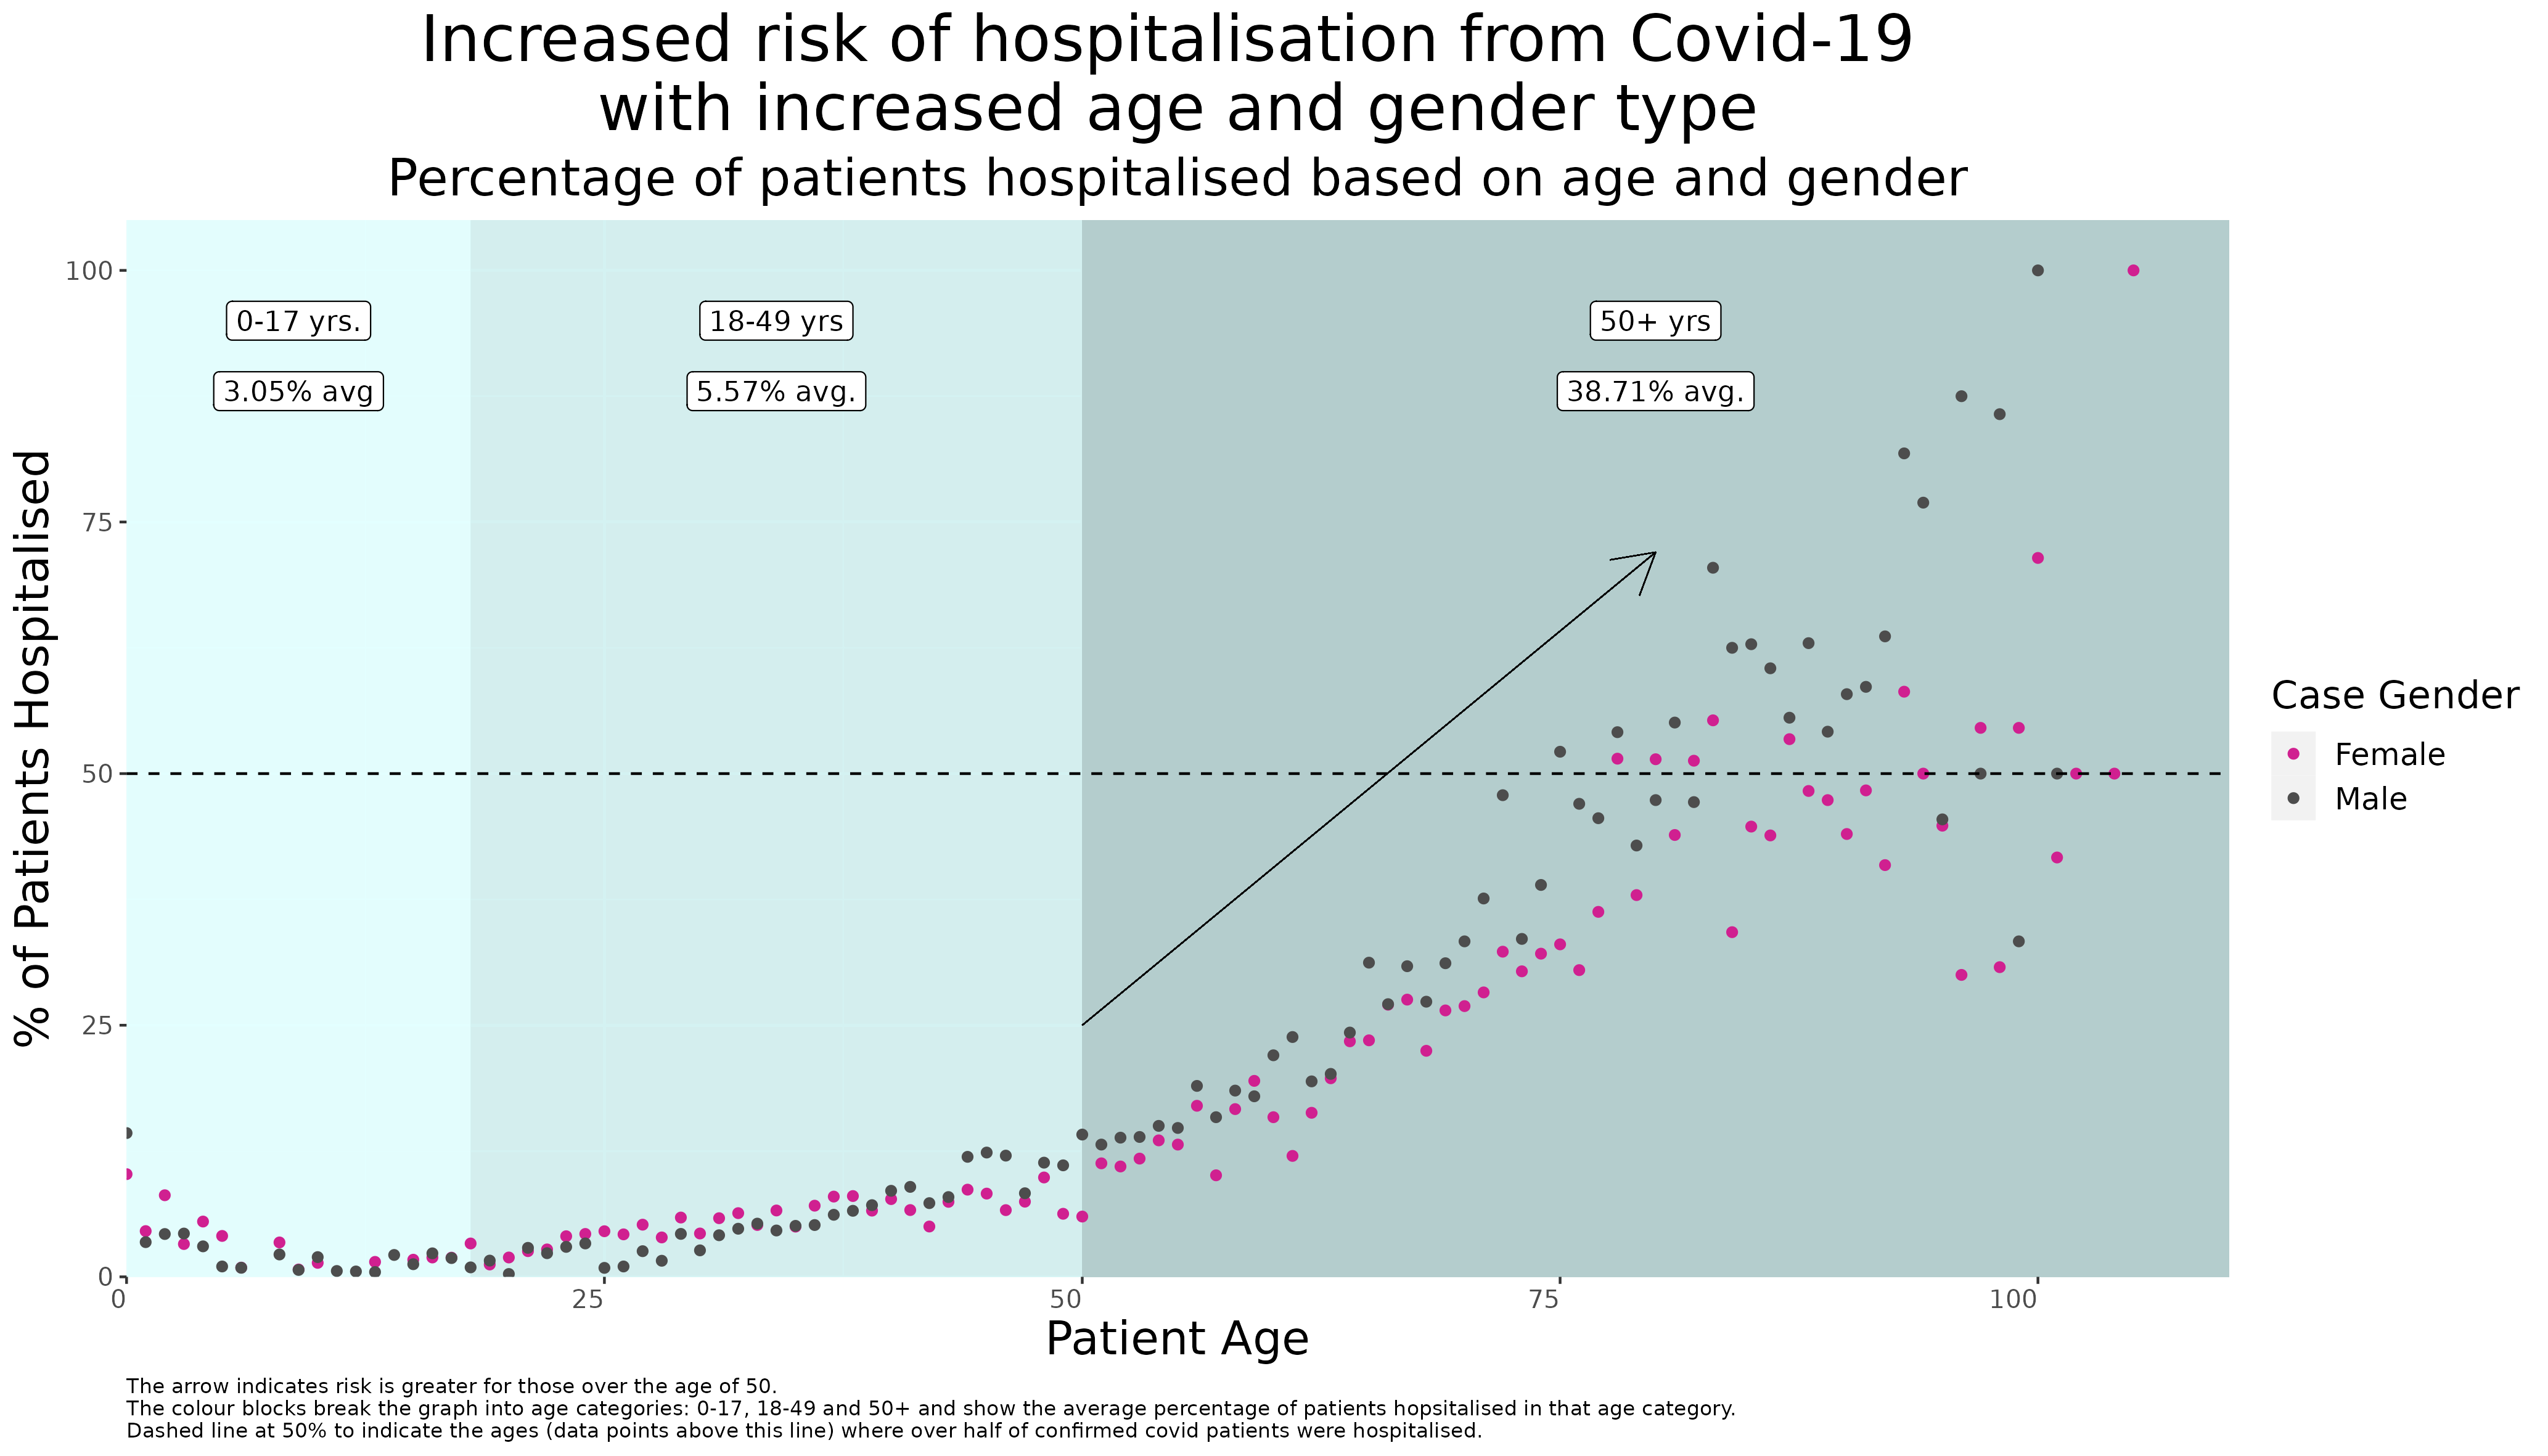 Increased risk of hospitalisation from Covid-19
with increased age and gender type
Percentage of patients hospitalised based on age and gender
% of Patients Hospitalised
100
75
50
25
0
0-17 yrs.
18-49 yrs
50+ yrs
3.05% avg
5.57% avg.
38.71% avg.
Case Gender
Female
Male
0
25
50
75
100
Patient Age
The arrow indicates risk is greater for those over the age of 50.
The colour blocks break the graph into age categories: 0-17, 18-49 and 50+ and show the average percentage of patients hopsitalised in that age category.
Dashed line at 50% to indicate the ages (data points above this line) where over half of confirmed covid patients were hospitalised.